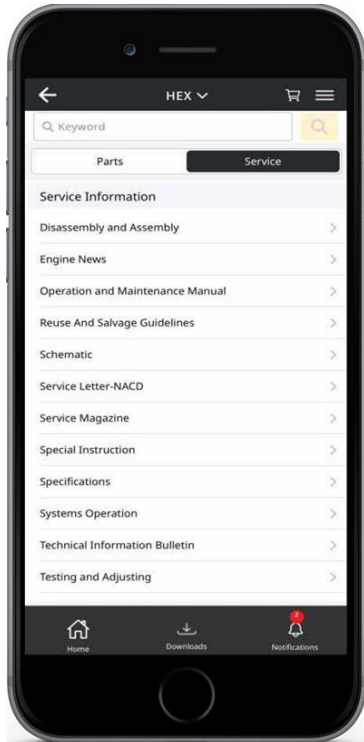 HEX
Keyword
Parts
Service
Service Information
Disassembly and Assembly
Engine News
Operation and Maintenance Manual
Reuse And Salvage Guidelines
Schematic
Service Letter-NACD
Service Magazine
Special Instruction
Specifications
Systems Operation
Technical Information Bulletin
Testing and Adjusting
2
Home
Downloads
Notifications